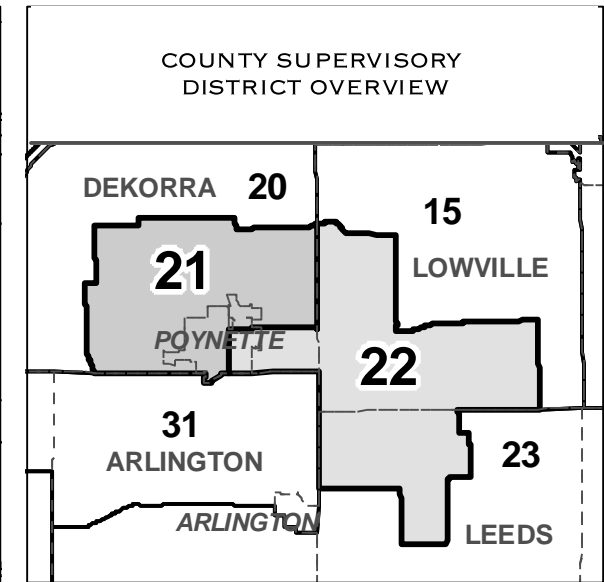 COUNTY SUPERVISORY
DISTRICT OVERVIEW
DEKORRA 20
15
21
LOWVILLE
POYNETTE
22
31
ARLINGTON
23
ARLINGTON
LEEDS